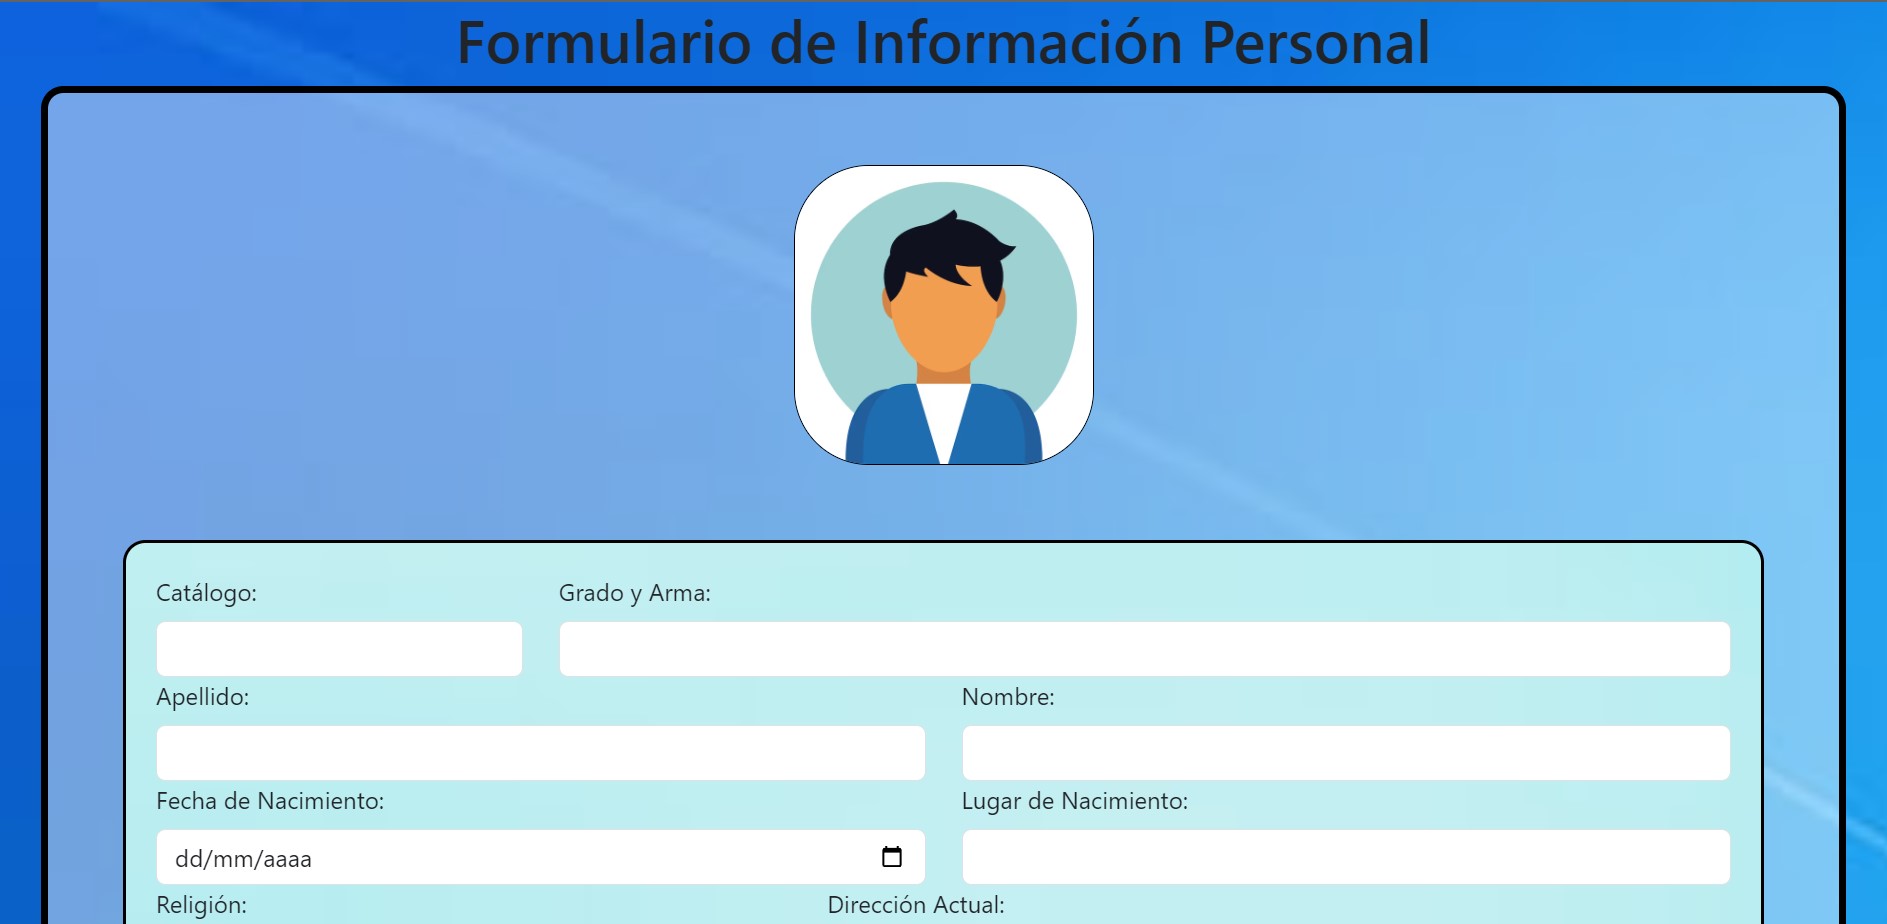 Formulario de Información Personal
Catálogo: Grado y Arma:
Apellido: Nombre:
Fecha de Nacimiento: Lugar de Nacimiento:
dd/mm/aaaa
Religión: Dirección Actual: